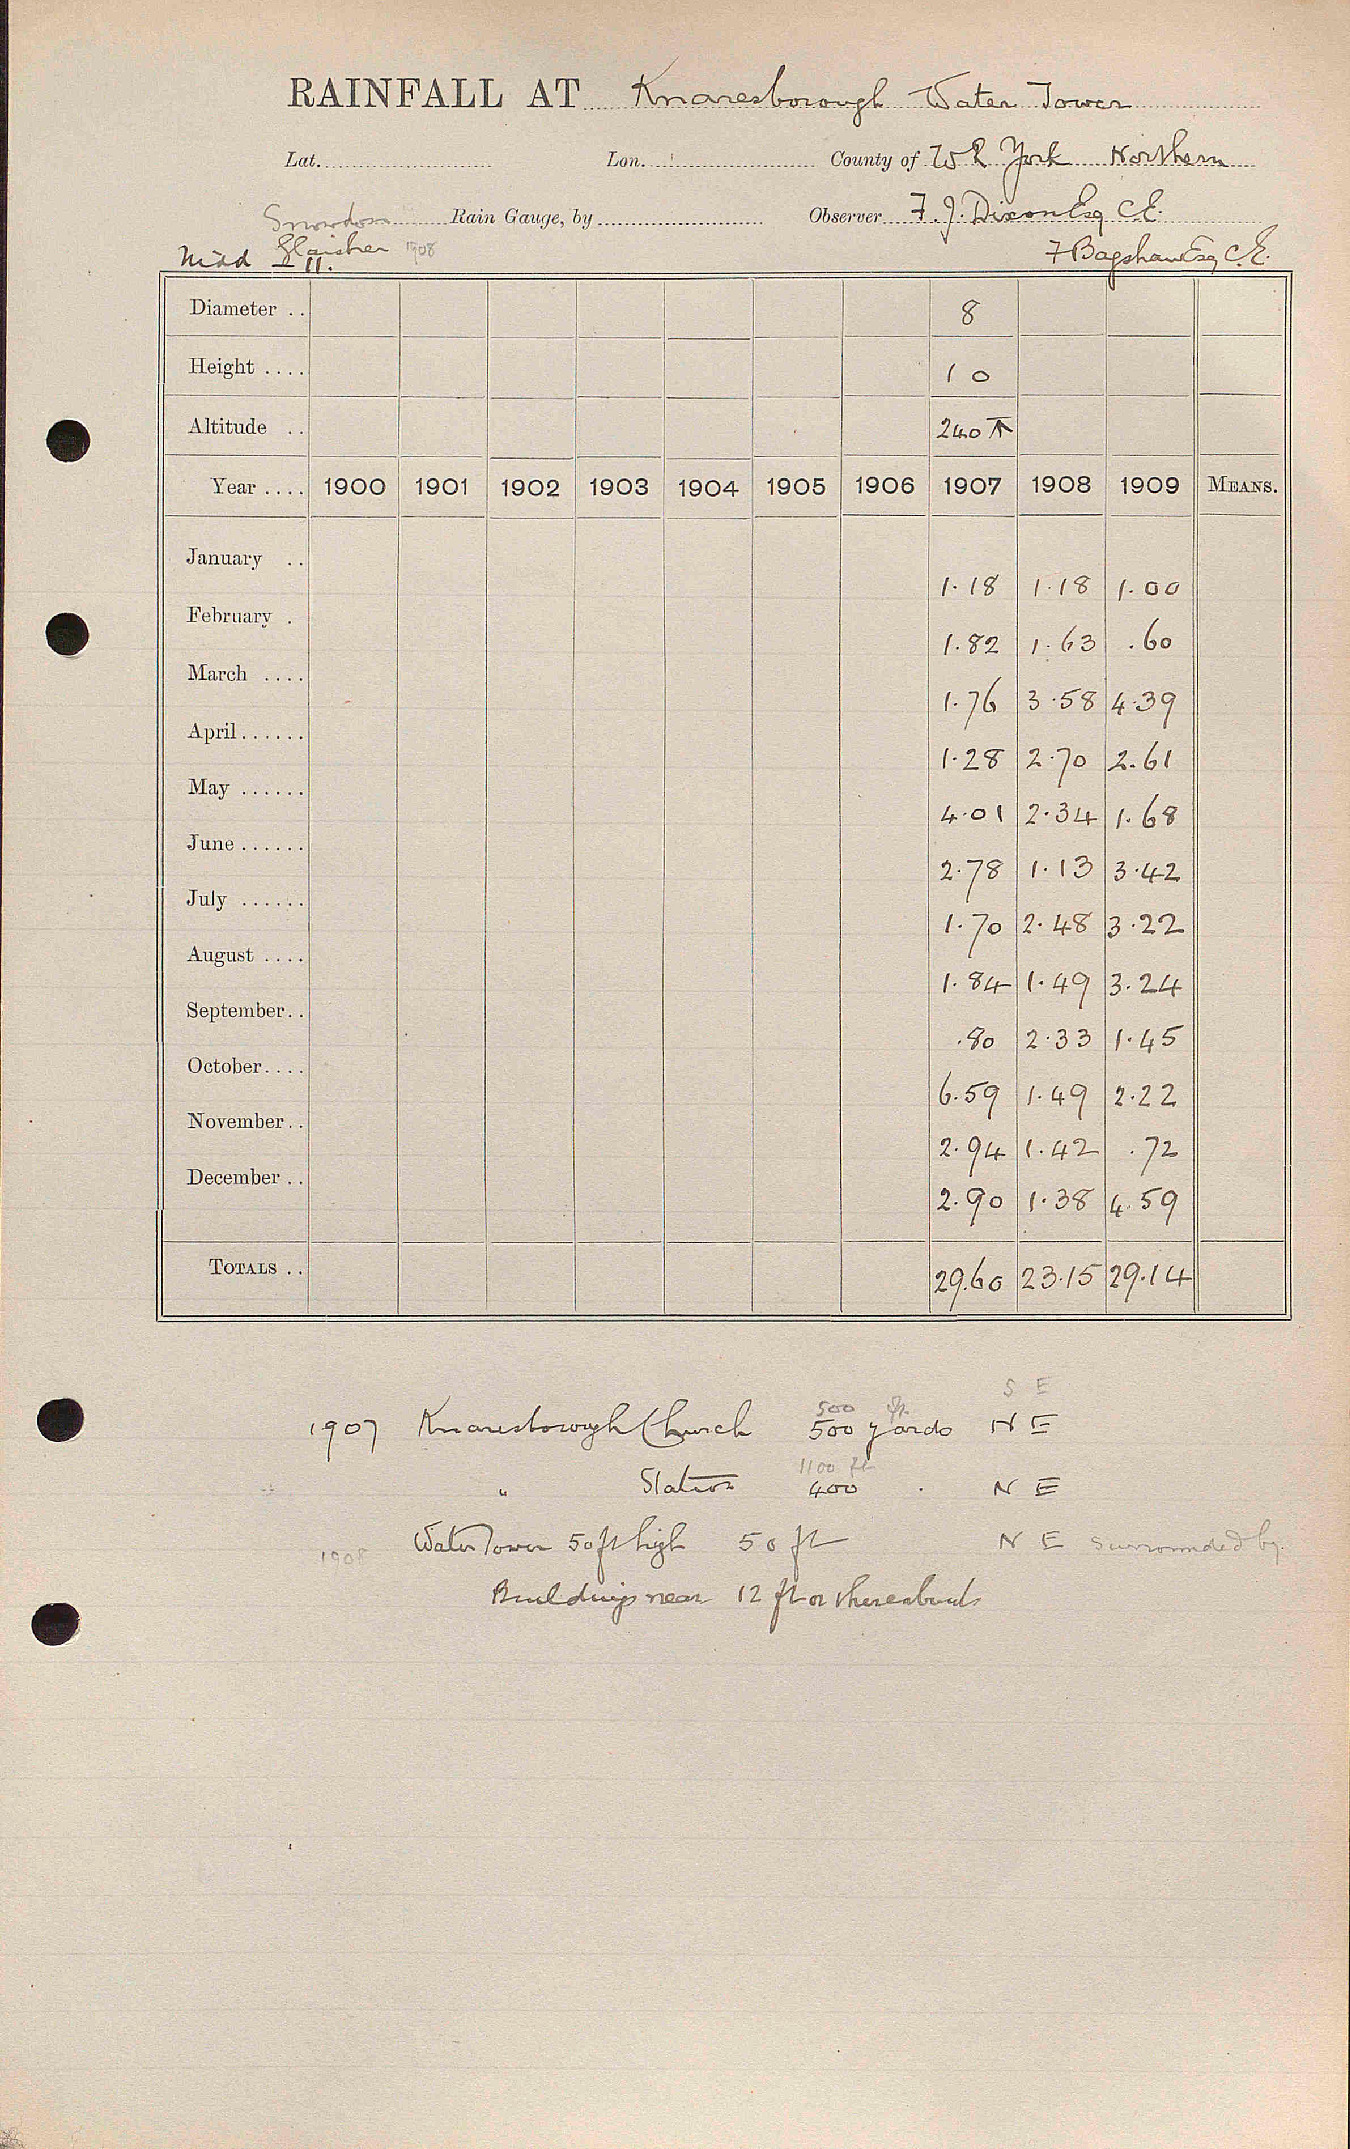 RAINFALL AT Knaresborough Water Tower
Lat. Lon. County of W R York Northern
Snowdon Rain Gauge, by Observer F. J. Dixon Esq C.E.
Nidd Glaisher 1908 F Bagshaw Esq C.E.
11.
Diameter .. 8
Height .... 1 0
Altitude .. 240 T
Year .... 1900 1901 1902 1903 1904 1905 1906 1907 1908 1909 MEANS.
January .. 1.18 1.18 1.00
February . 1.82 1.63 .60
March .... 1.76 3.58 4.39
April...... 1.28 2.70 2.61
May ...... 4.01 2.34 1.68
June ...... 2.78 1.13 3.42
July ...... 1.70 2.48 3.22
August .... 1.84 1.49 3.24
September.. .80 2.33 1.45
October.... 6.59 1.49 2.22
November.. 2.94 1.42 .72
December .. 2.90 1.38 4.59
TOTALS .. 29.60 23.15 29.14
S E
500 ft.
1907 Knaresborough Church 500 yards N E
1100 ft
" Station 400 . N E
1908 Water Tower 50 ft high 50 ft N E Surrounded by
Buildings near 12 ft or thereabouts